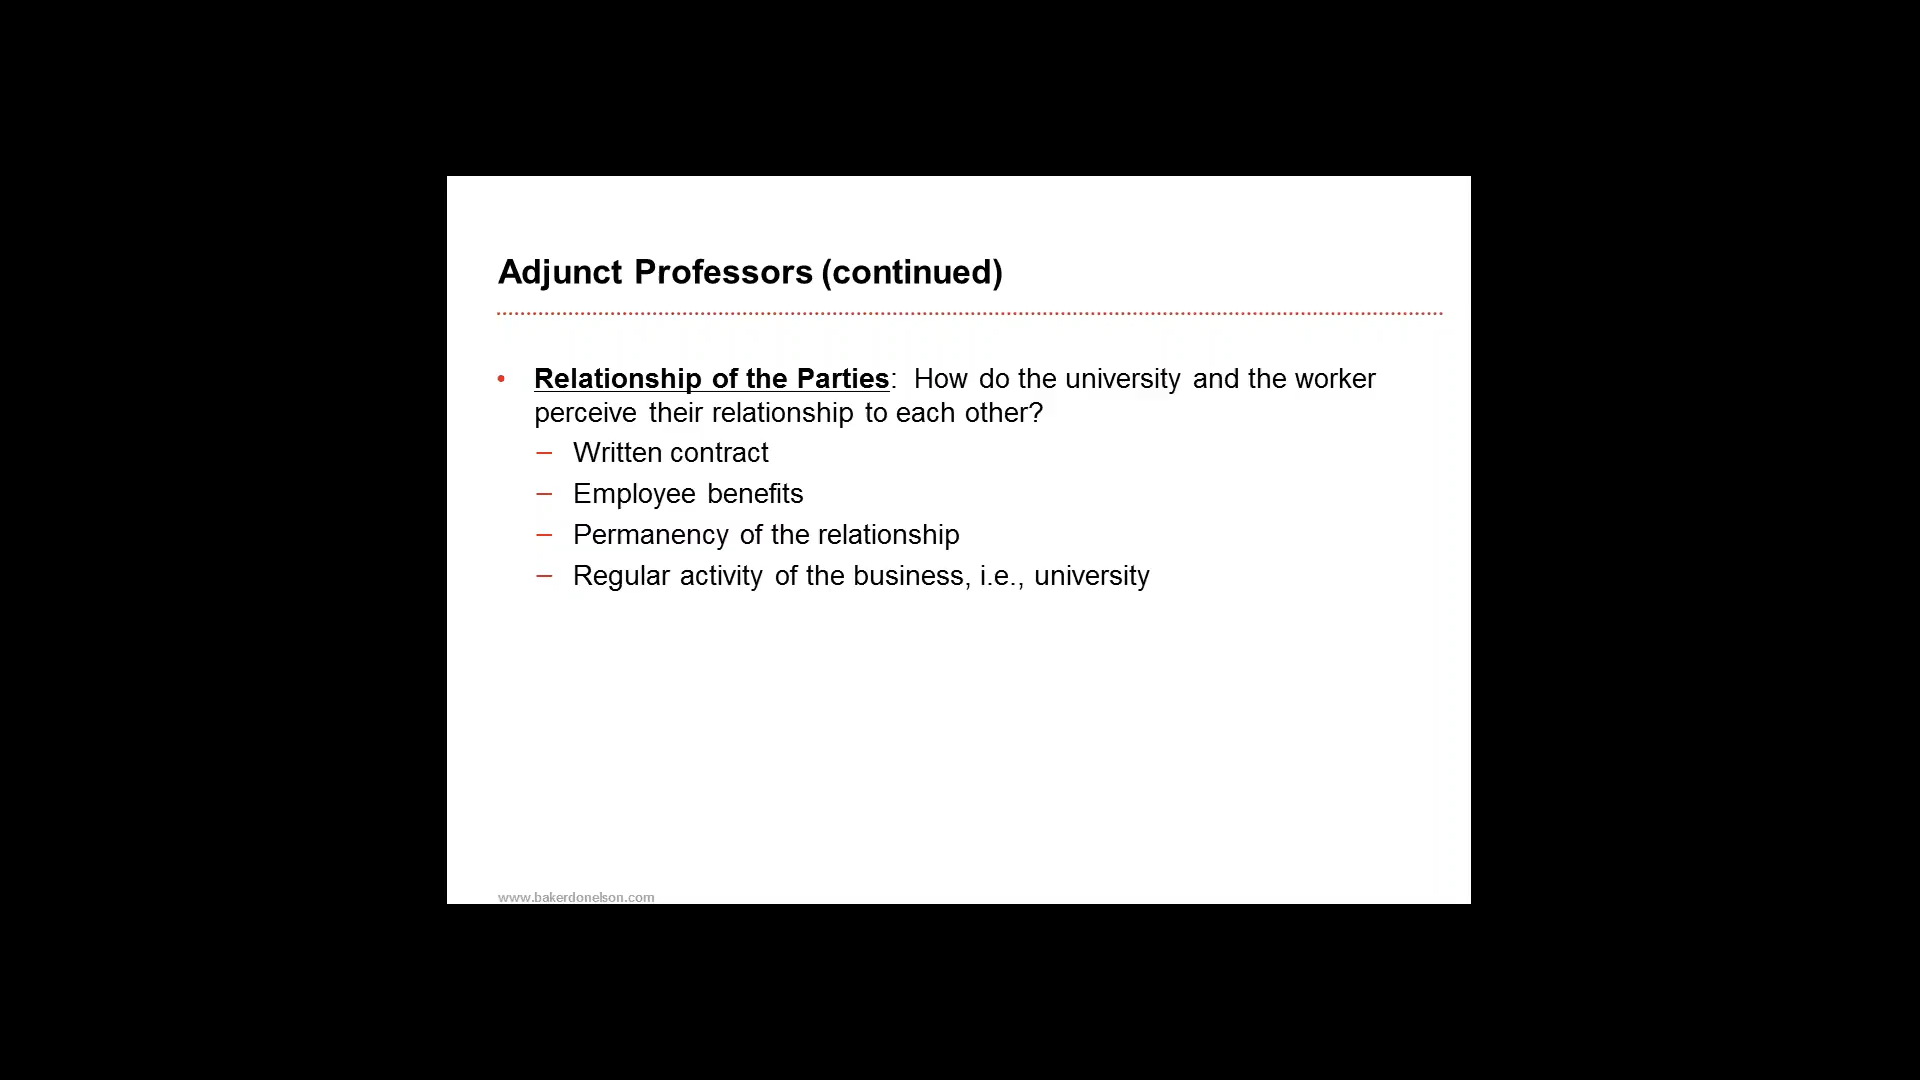 Adjunct Professors (continued)
• Relationship of the Parties: How do the university and the worker
perceive their relationship to each other?
– Written contract
– Employee benefits
– Permanency of the relationship
– Regular activity of the business, i.e., university
www.bakerdonelson.com